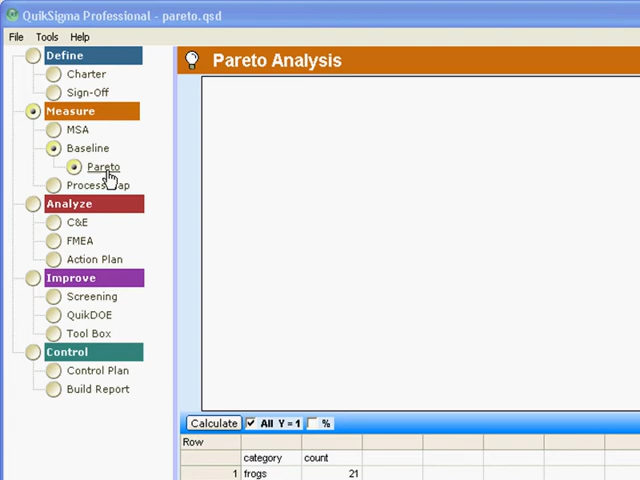 QuikSigma Professional - pareto.qsd
File Tools Help
Define
Charter
Sign-Off
Measure
MSA
Baseline
Pareto
Process Map
Analyze
C&E
FMEA
Action Plan
Improve
Screening
QuikDOE
Tool Box
Control
Control Plan
Build Report
Pareto Analysis
Calculate All Y = 1 %
Row
category count
1 frogs 21